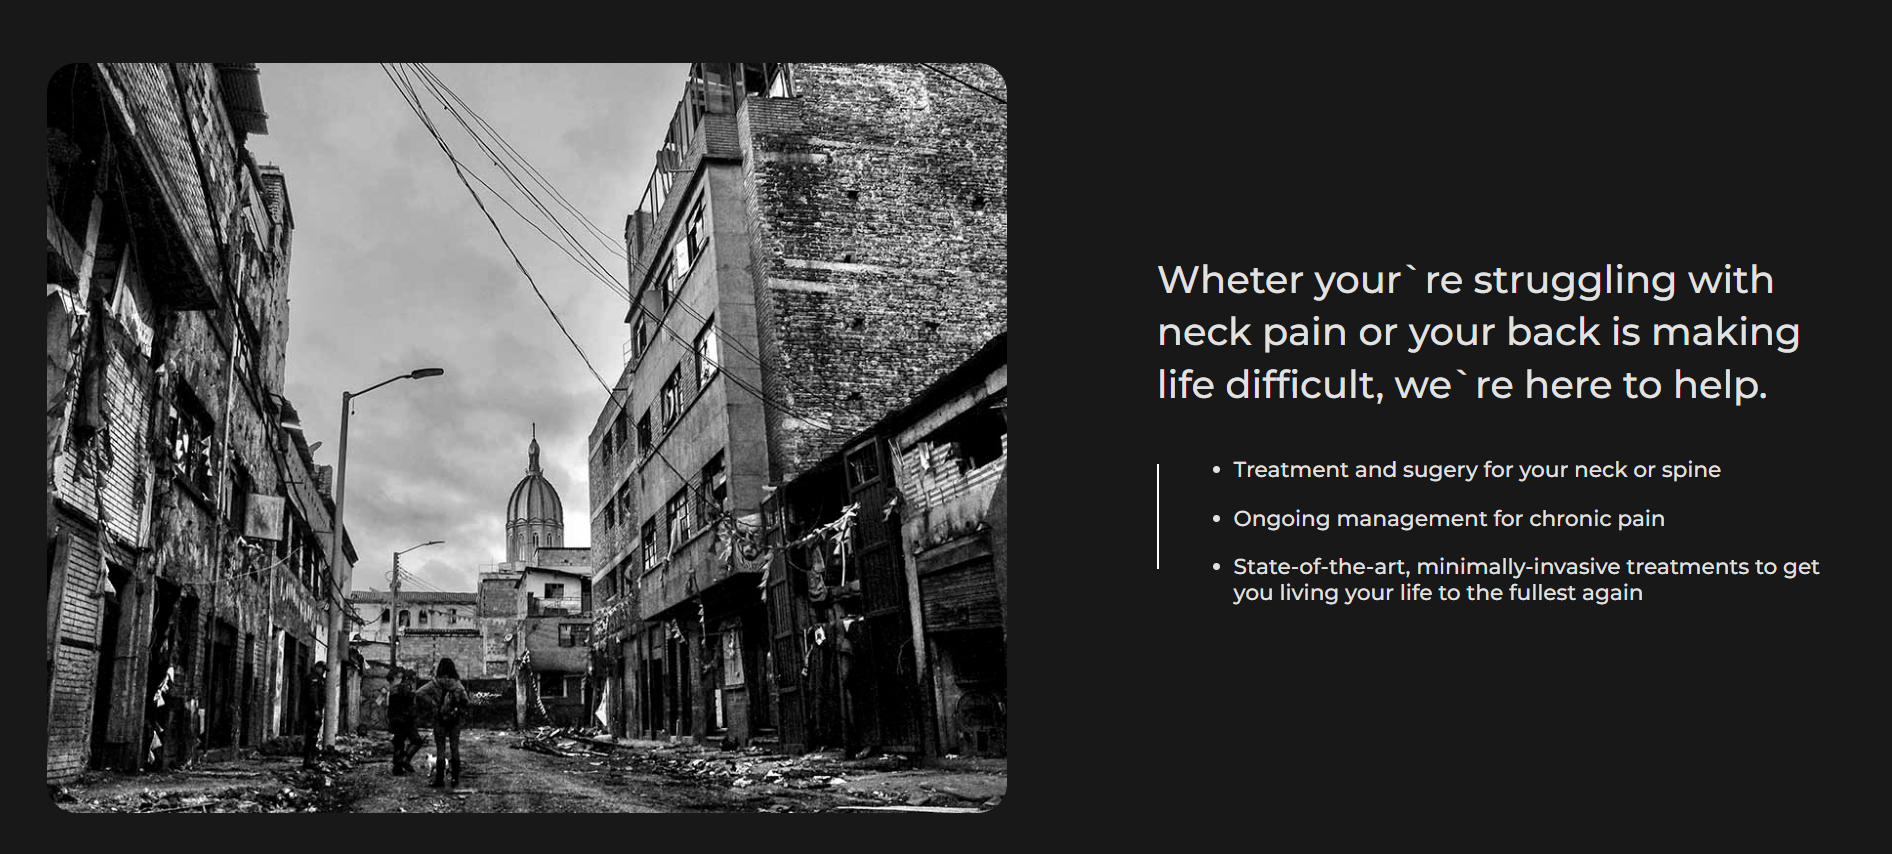 Wheter your`re struggling with
neck pain or your back is making
life difficult, we`re here to help.
Treatment and sugery for your neck or spine
Ongoing management for chronic pain
State-of-the-art, minimally-invasive treatments to get
you living your life to the fullest again